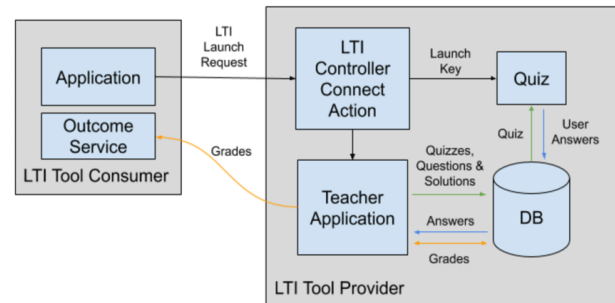 LTI
Launch
Request
Application
Outcome
Service
LTI Tool Consumer
Grades
LTI
Controller
Connect
Action
Launch
Key
Quiz
Quiz
User
Answers
Teacher
Application
Quizzes,
Questions &
Solutions
Answers
Grades
DB
LTI Tool Provider